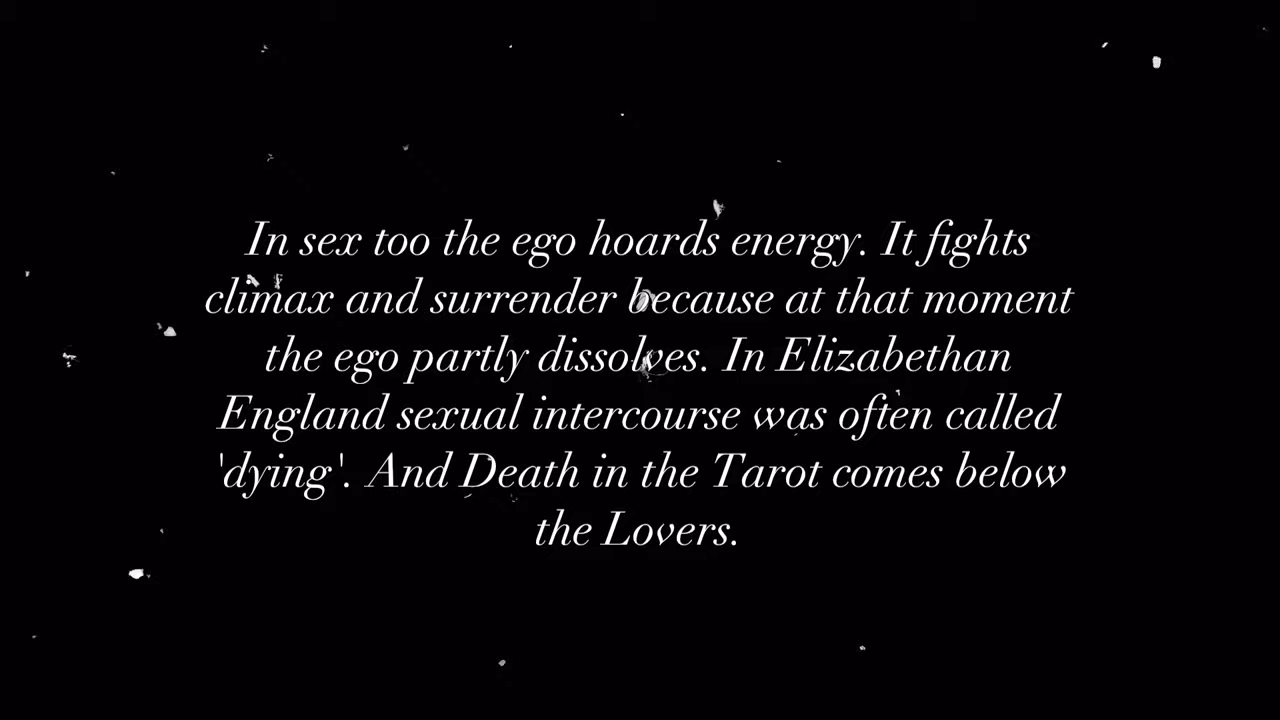 In sex too the ego hoards energy. It fights
climax and surrender because at that moment
the ego partly dissolves. In Elizabethan
England sexual intercourse was often called
'dying'. And Death in the Tarot comes below
the Lovers.